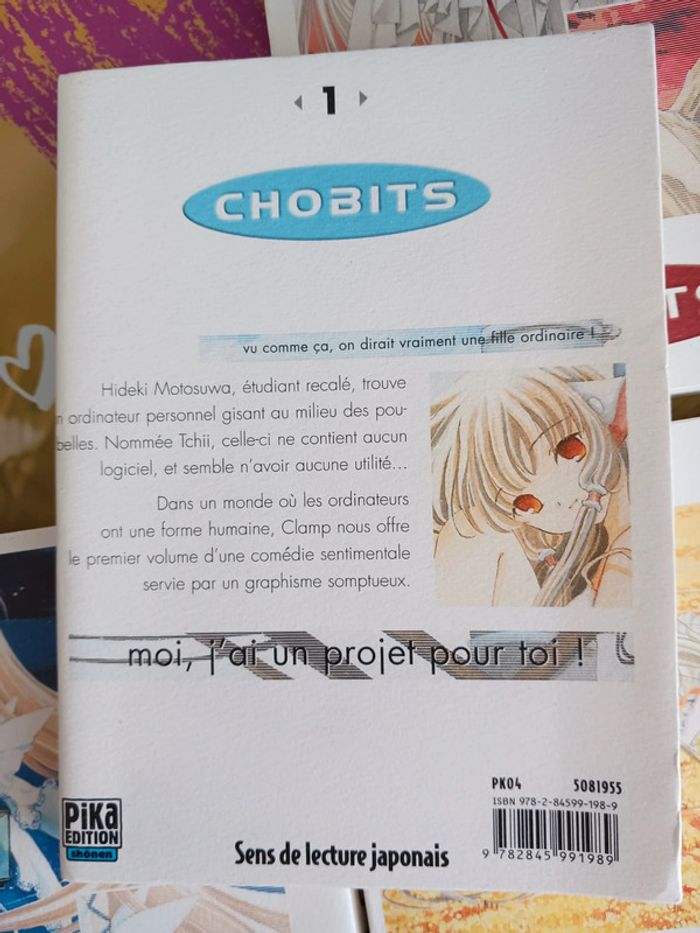 1
CHOBITS
vu comme ça, on dirait vraiment une fille ordinaire !
Hideki Motosuwa, étudiant recalé, trouve
n ordinateur personnel gisant au milieu des pou-
belles. Nommée Tchii, celle-ci ne contient aucun
logiciel, et semble n'avoir aucune utilité...
Dans un monde où les ordinateurs
ont une forme humaine, Clamp nous offre
le premier volume d'une comédie sentimentale
servie par un graphisme somptueux.
moi, j'ai un projet pour toi !
PK04 5081955
ISBN 978-2-84599-198-9
9 782845 991989
PiKa
EDITION
shônen
Sens de lecture japonais
TS